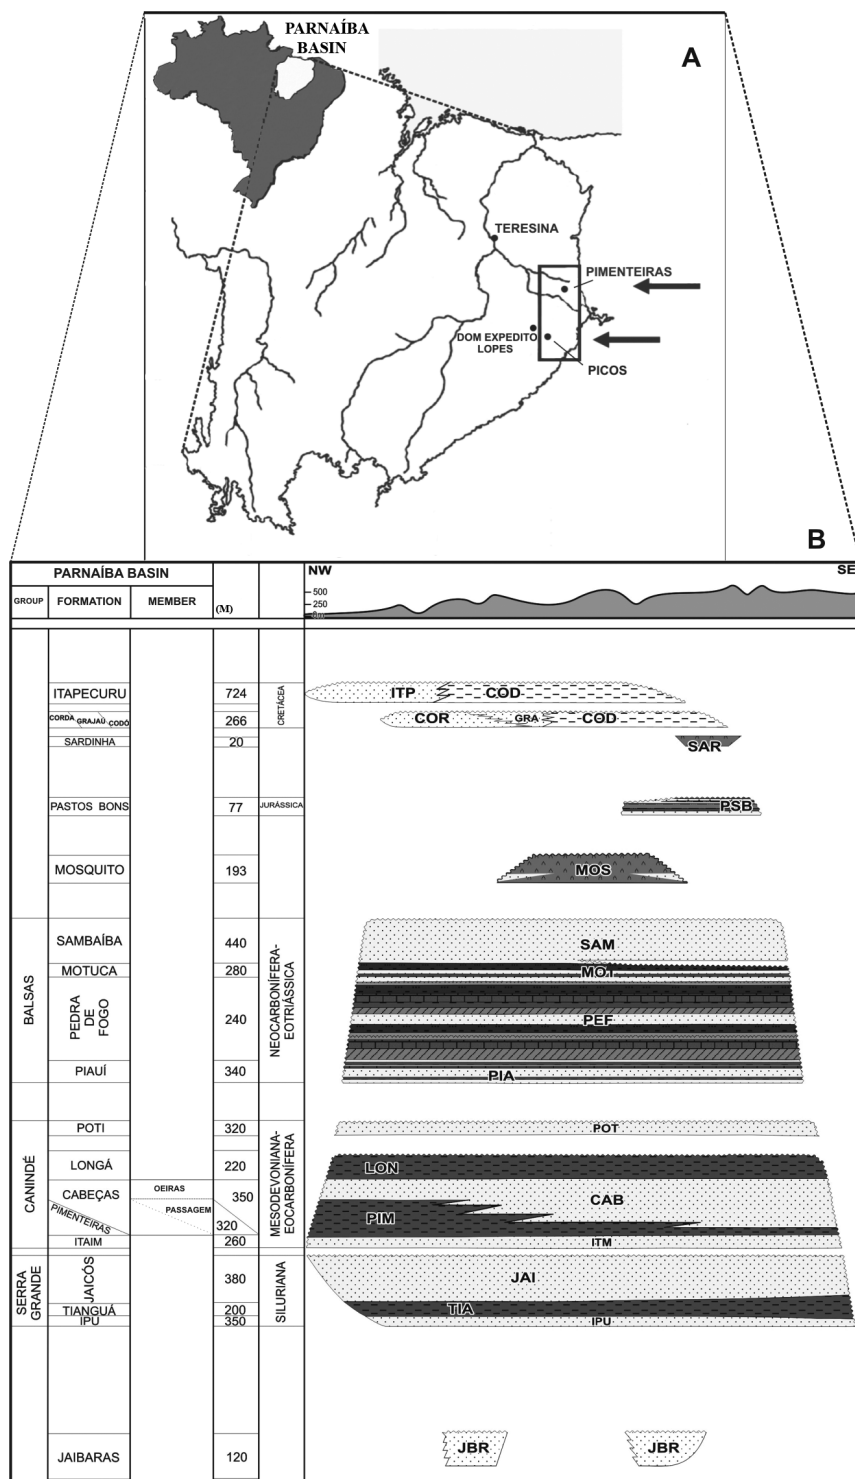 PARNAÍBA
BASIN
A
TERESINA
PIMENTEIRAS
DOM EXPEDITO
LOPES
PICOS
B
PARNAÍBA BASIN
GROUP FORMATION MEMBER (M)
NW SE
500
250
ITAPECURU 724 CRETÁCEA ITP COD
CORDA GRAJAÚ CODÓ 266 COR GRA COD
SARDINHA 20 SAR
PASTOS BONS 77 JURÁSSICA PSB
MOSQUITO 193 MOS
BALSAS NEOCARBONÍFERA-
EOTRIÁSSICA
SAMBAÍBA 440 SAM
MOTUCA 280 MOT
PEDRA
DE
FOGO 240 PEF
PIAUÍ 340 PIA
CANINDÉ MESODEVONIANA-
EOCARBONÍFERA
POTI 320 POT
LONGÁ 220 LON
CABEÇAS OEIRAS 350 CAB
PIMENTEIRAS PASSAGEM 320 PIM
ITAIM 260 ITM
SERRA
GRANDE SILURIANA
JAICÓS 380 JAI
TIANGUÁ 200 TIA
IPU 350 IPU
JAIBARAS 120 JBR JBR